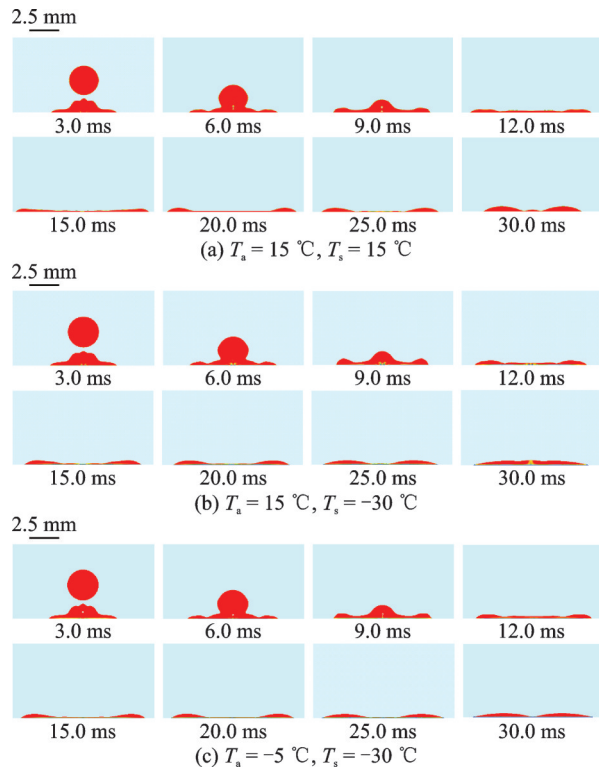 2.5 mm
3.0 ms 6.0 ms 9.0 ms 12.0 ms
15.0 ms 20.0 ms 25.0 ms 30.0 ms
(a) Ta = 15 ℃, Ts = 15 ℃
2.5 mm
3.0 ms 6.0 ms 9.0 ms 12.0 ms
15.0 ms 20.0 ms 25.0 ms 30.0 ms
(b) Ta = 15 ℃, Ts = −30 ℃
2.5 mm
3.0 ms 6.0 ms 9.0 ms 12.0 ms
15.0 ms 20.0 ms 25.0 ms 30.0 ms
(c) Ta = −5 ℃, Ts = −30 ℃